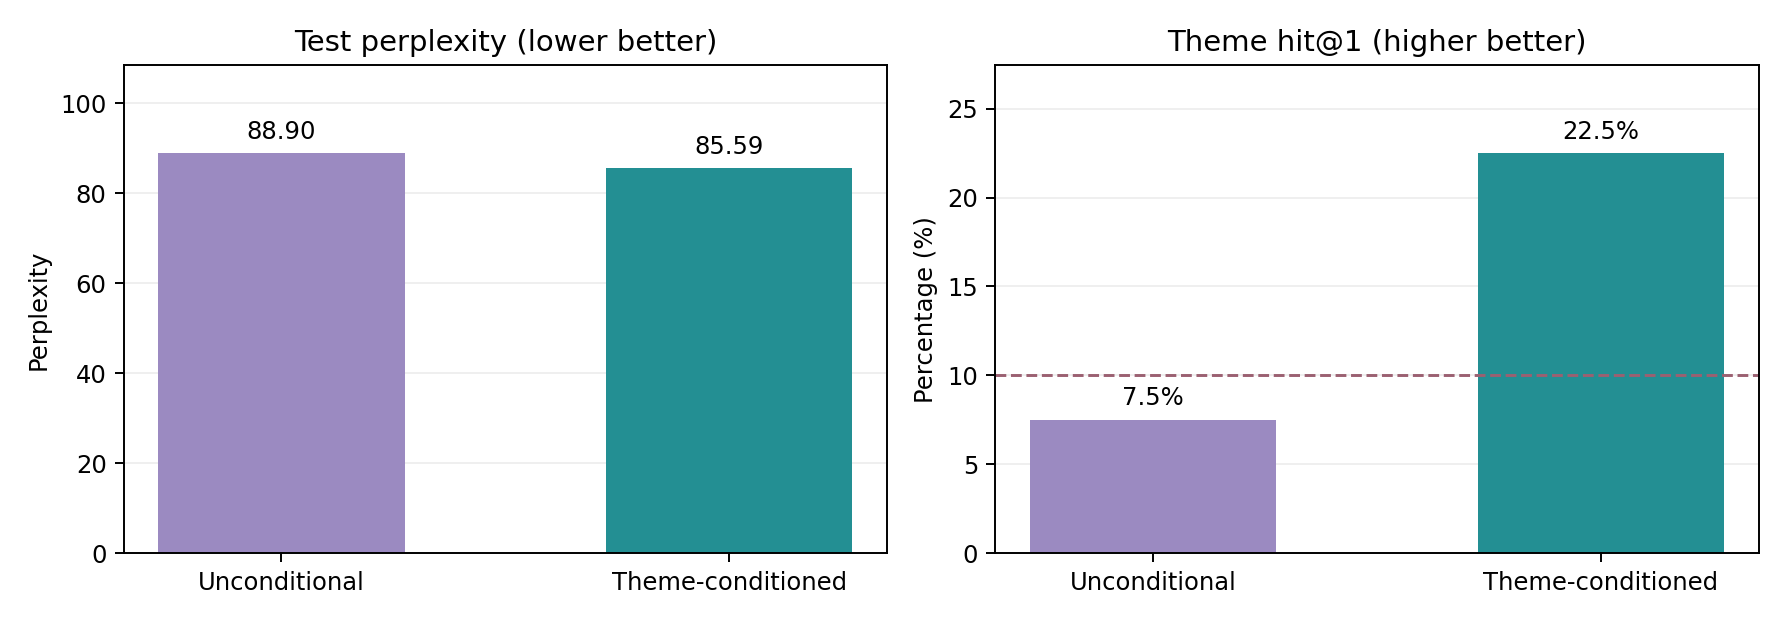 Test perplexity (lower better)
Perplexity
100
80
60
40
20
0
88.90
85.59
Unconditional
Theme-conditioned
Theme hit@1 (higher better)
Percentage (%)
25
20
15
10
5
0
7.5%
22.5%
Unconditional
Theme-conditioned